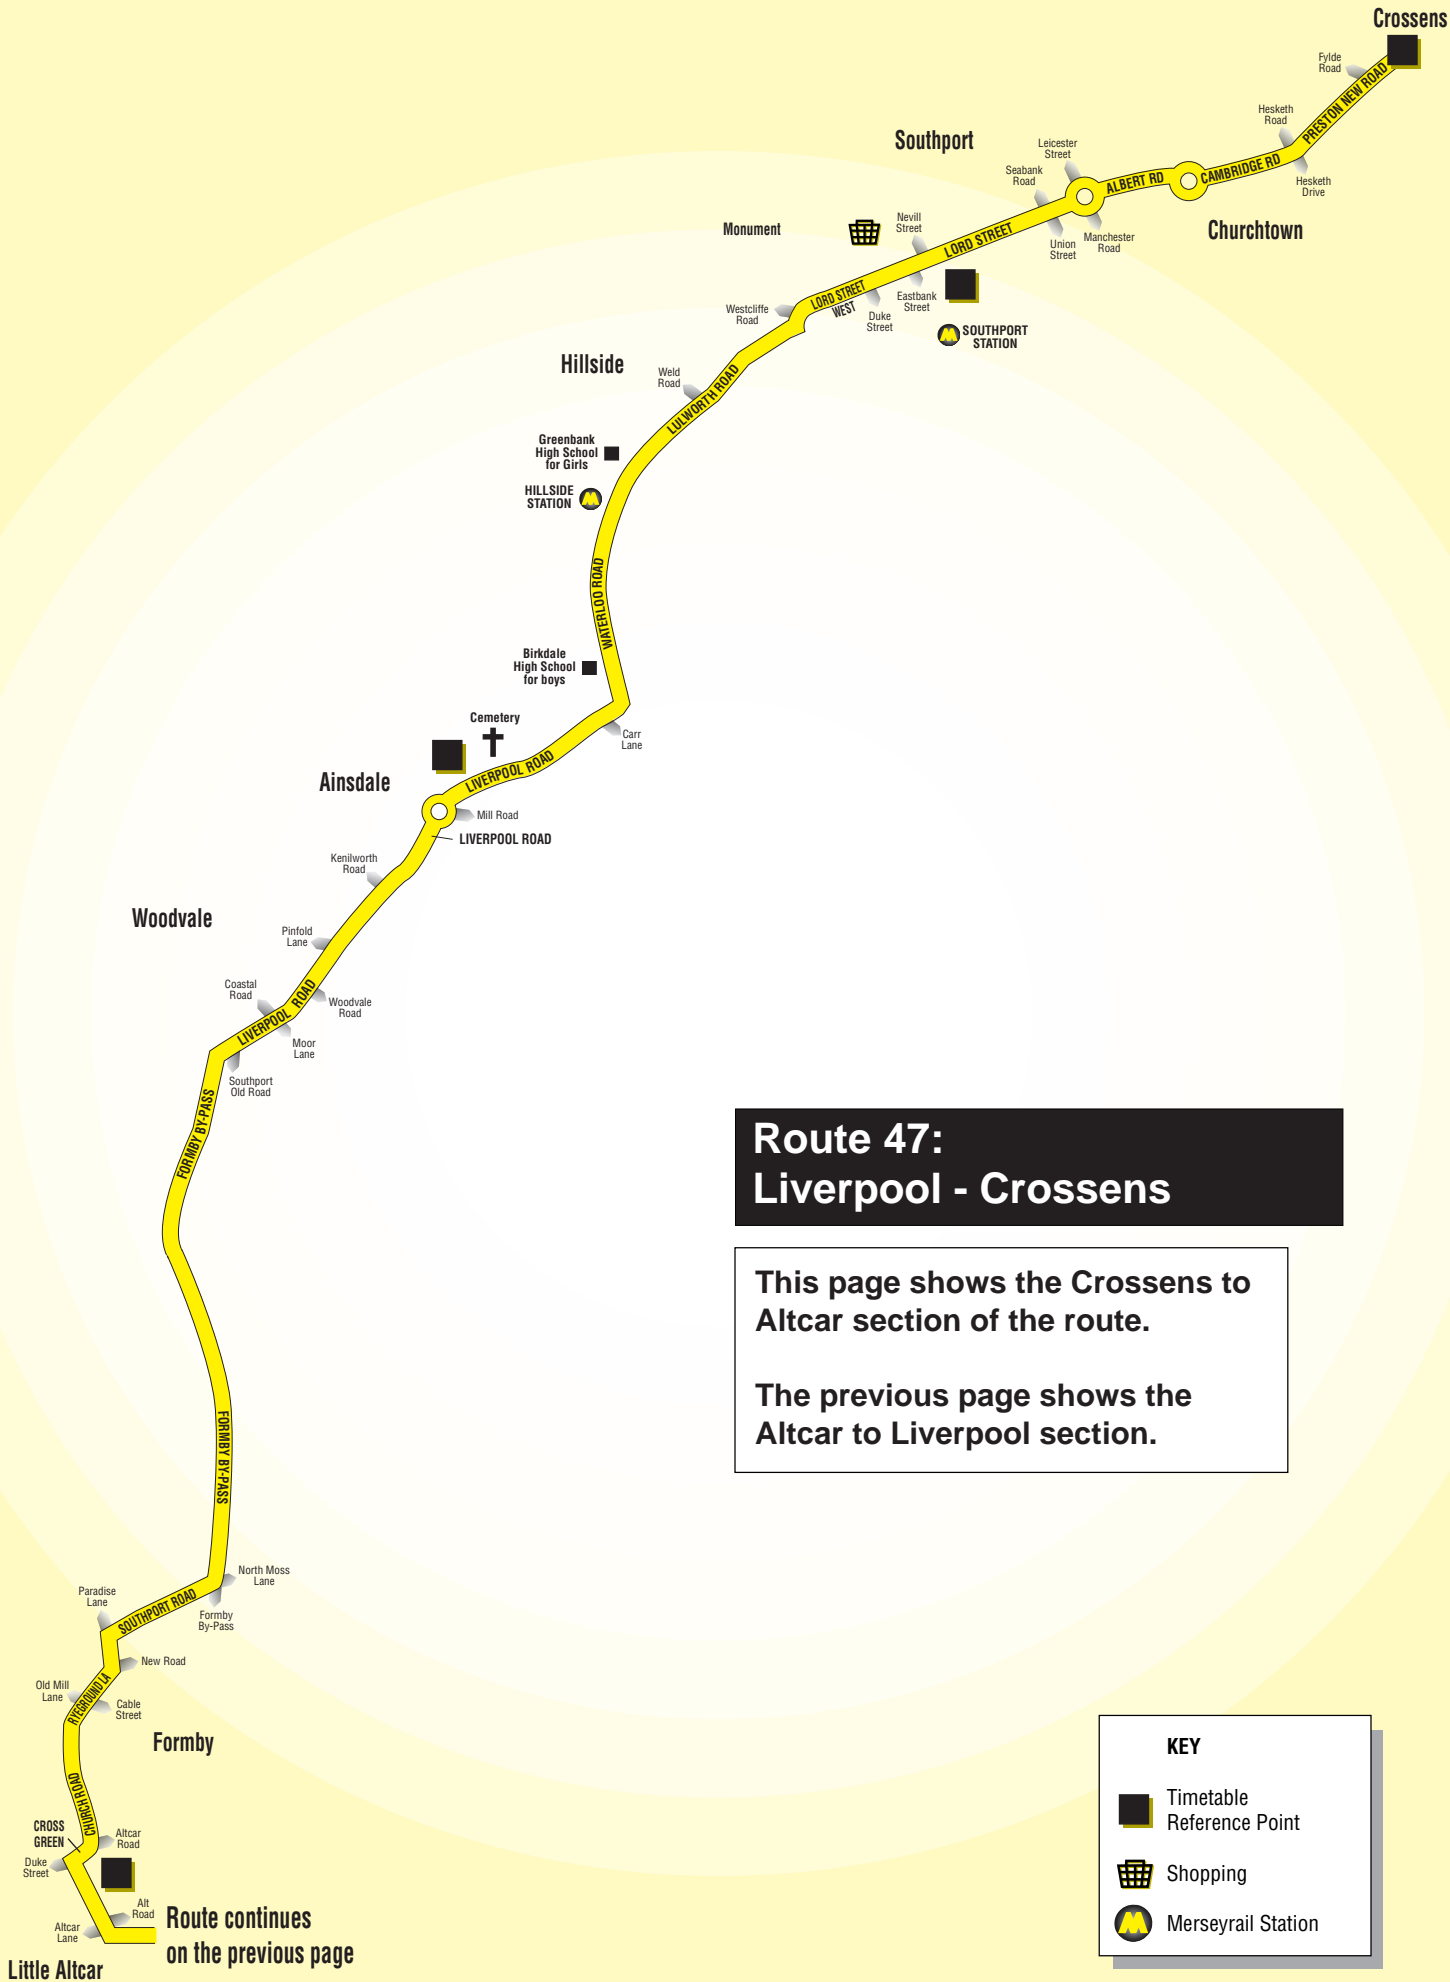 Crossens
Fylde
Road
PRESTON NEW ROAD
Hesketh
Road
Hesketh
Drive
CAMBRIDGE RD
Churchtown
ALBERT RD
Southport
Leicester
Street
Seabank
Road
Manchester
Road
Union
Street
LORD STREET
Nevill
Street
Monument
Eastbank
Street
Duke
Street
SOUTHPORT
STATION
LORD STREET
WEST
Westcliffe
Road
Hillside
Weld
Road
LULWORTH ROAD
Greenbank
High School
for Girls
HILLSIDE
STATION
WATERLOO ROAD
Birkdale
High School
for boys
Carr
Lane
Cemetery
LIVERPOOL ROAD
Ainsdale
Mill Road
LIVERPOOL ROAD
Kenilworth
Road
Woodvale
Pinfold
Lane
Woodvale
Road
Coastal
Road
LIVERPOOL ROAD
Moor
Lane
Southport
Old Road
FORMBY BY-PASS
Route 47:
Liverpool - Crossens
This page shows the Crossens to
Altcar section of the route.
The previous page shows the
Altcar to Liverpool section.
FORMBY BY-PASS
North Moss
Lane
Formby
By-Pass
SOUTHPORT ROAD
Paradise
Lane
New Road
Old Mill
Lane
RYEGROUND LA
Cable
Street
Formby
CHURCH ROAD
CROSS
GREEN
Altcar
Road
Duke
Street
Alt
Road
Altcar
Lane
Route continues
on the previous page
Little Altcar
KEY
Timetable
Reference Point
Shopping
Merseyrail Station